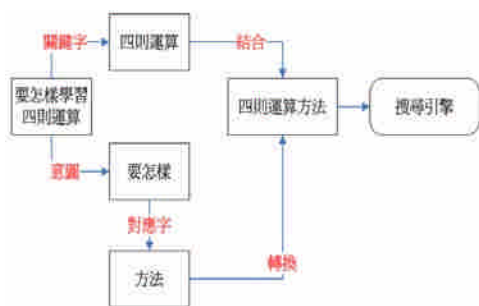 關鍵字
四則運算
結合
要怎樣學習
四則運算
四則運算方法
搜尋引擎
意圖
要怎樣
對應字
方法
轉換